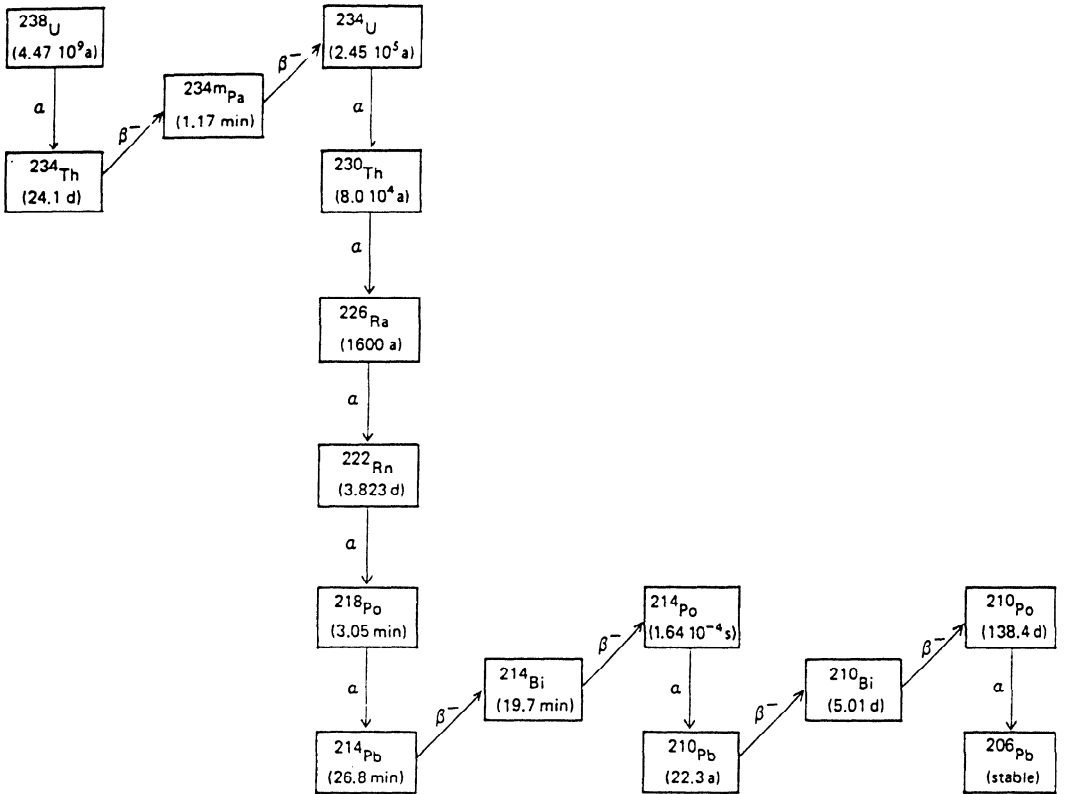 ²³⁸U
(4.47 10⁹a)
α
²³⁴Th
(24.1 d)
β⁻
²³⁴ᵐPa
(1.17 min)
β⁻
²³⁴U
(2.45 10⁵a)
α
²³⁰Th
(8.0 10⁴a)
α
²²⁶Ra
(1600 a)
α
²²²Rn
(3.823 d)
α
²¹⁸Po
(3.05 min)
α
²¹⁴Pb
(26.8 min)
β⁻
²¹⁴Bi
(19.7 min)
β⁻
²¹⁴Po
(1.64 10⁻⁴s)
α
²¹⁰Pb
(22.3 a)
β⁻
²¹⁰Bi
(5.01 d)
β⁻
²¹⁰Po
(138.4 d)
α
²⁰⁶Pb
(stable)